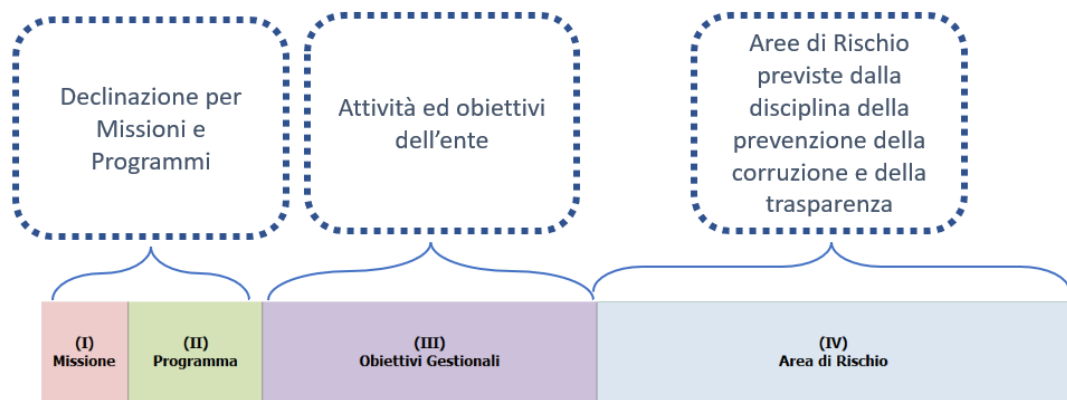 Declinazione per
Missioni e
Programmi
Attività ed obiettivi
dell'ente
Aree di Rischio
previste dalla
disciplina della
prevenzione della
corruzione e della
trasparenza
(I)
Missione
(II)
Programma
(III)
Obiettivi Gestionali
(IV)
Area di Rischio